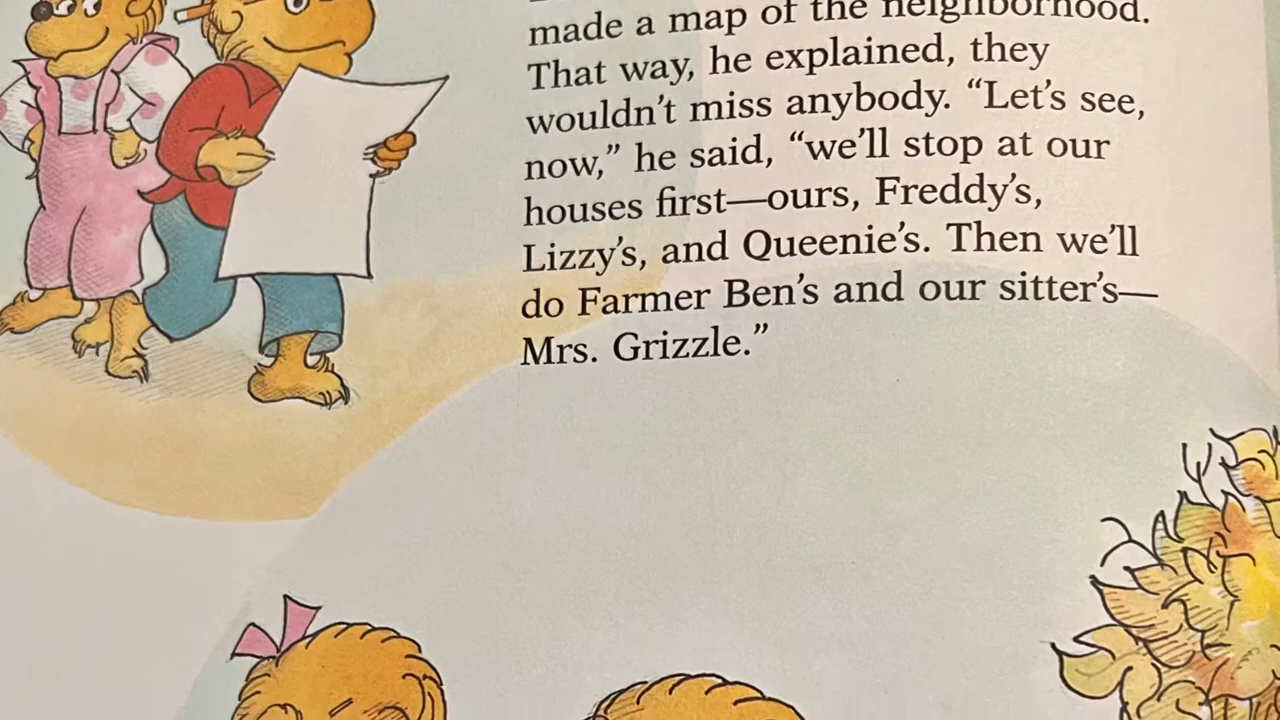 made a map of the neighborhood.
That way, he explained, they
wouldn't miss anybody. “Let's see,
now,” he said, “we'll stop at our
houses first—ours, Freddy's,
Lizzy's, and Queenie's. Then we'll
do Farmer Ben's and our sitter's—
Mrs. Grizzle.”